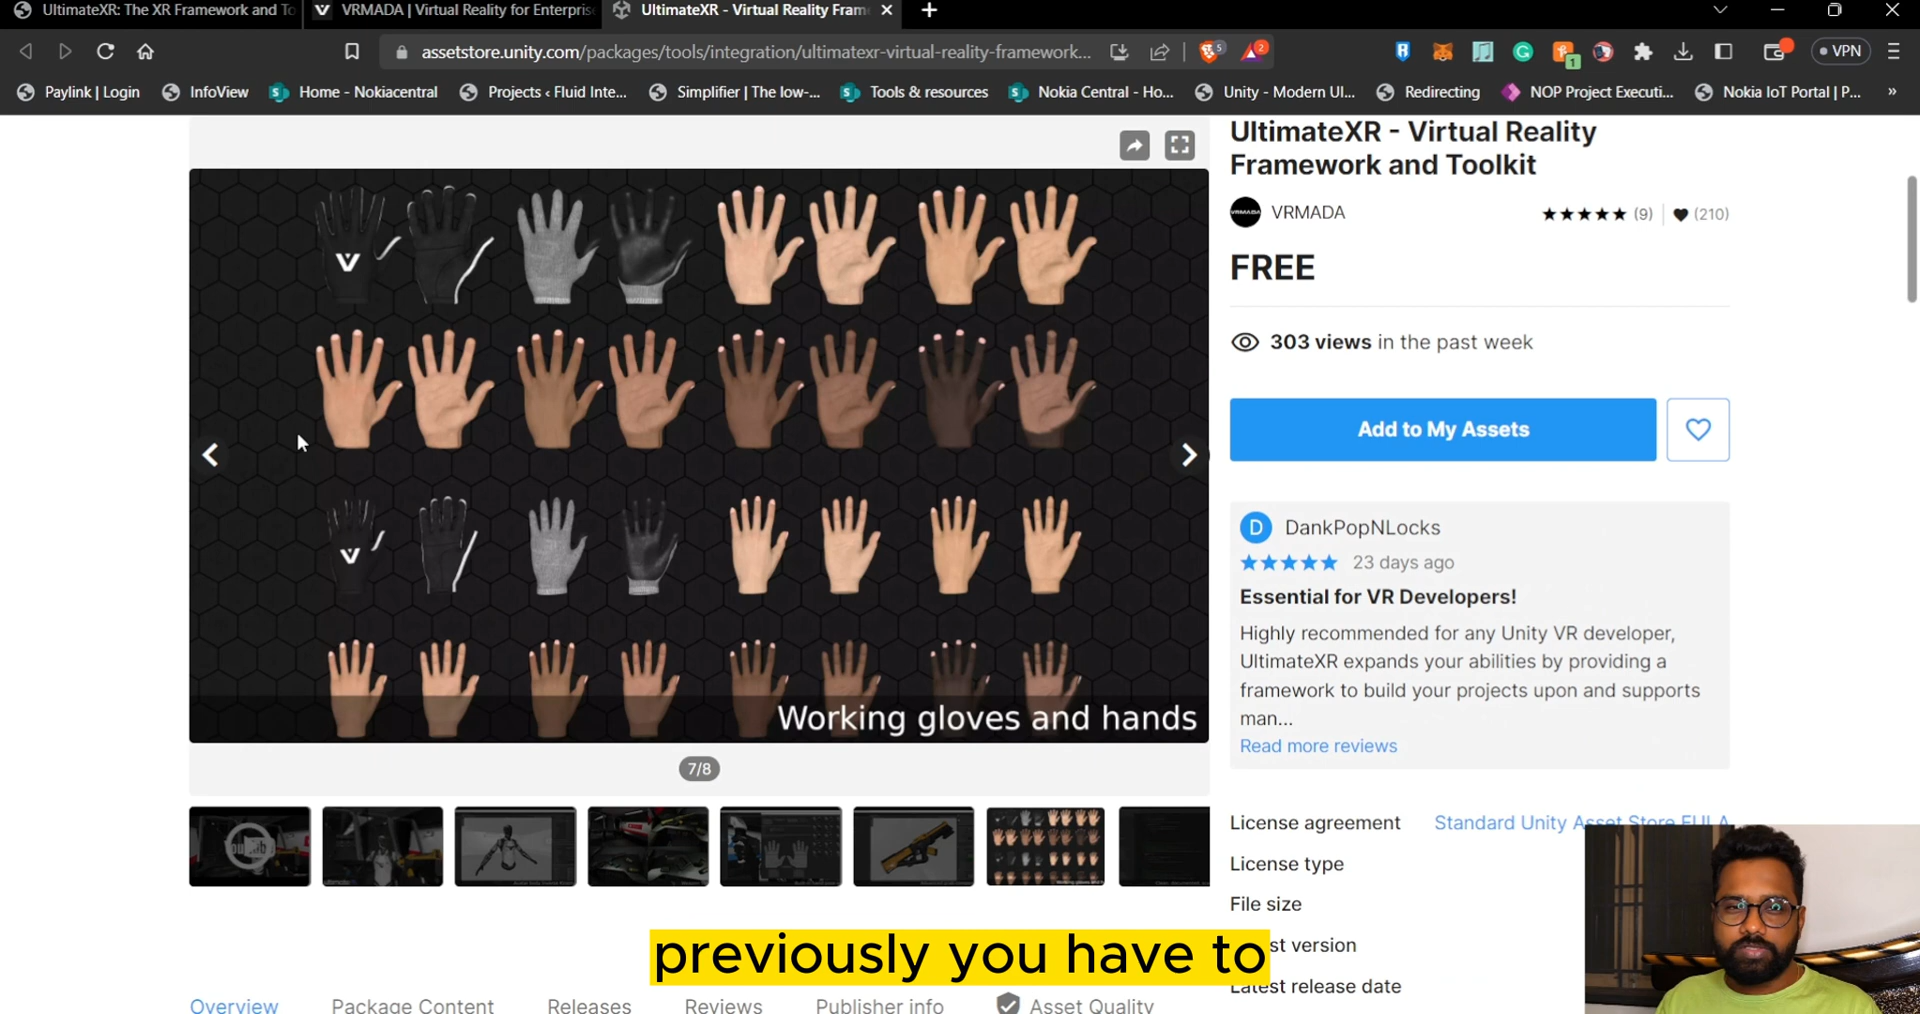 UltimateXR: The XR Framework and To
VRMADA | Virtual Reality for Enterpris
UltimateXR - Virtual Reality Fram
assetstore.unity.com/packages/tools/integration/ultimatexr-virtual-reality-framework...
5
2
1
VPN
Paylink | Login
InfoView
Home - Nokiacentral
Projects ‹ Fluid Inte...
Simplifier | The low-...
Tools & resources
Nokia Central - Ho...
Unity - Modern UI...
Redirecting
NOP Project Executi...
Nokia IoT Portal | P...
»
UltimateXR - Virtual Reality
Framework and Toolkit
VRMADA
VRMADA
(9)
(210)
FREE
303 views in the past week
Add to My Assets
D
DankPopNLocks
23 days ago
Essential for VR Developers!
Highly recommended for any Unity VR developer,
UltimateXR expands your abilities by providing a
framework to build your projects upon and supports
man...
Read more reviews
Working gloves and hands
7/8
License agreement
Standard Unity Asset Store EULA
License type
File size
st version
Latest release date
previously you have to
Overview
Package Content
Releases
Reviews
Publisher info
Asset Quality